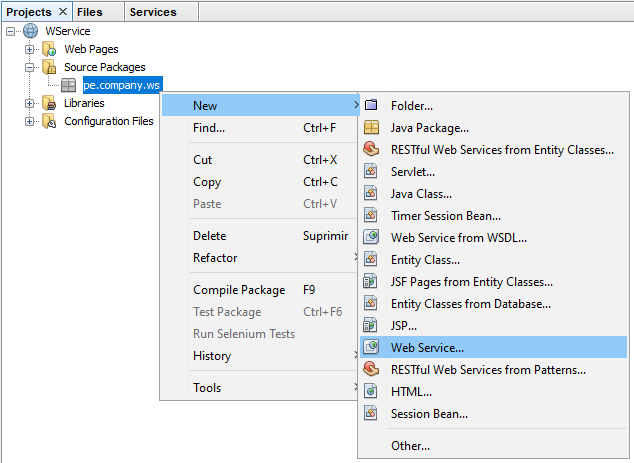 Projects × Files Services
WService
Web Pages
Source Packages
pe.company.ws
Libraries
Configuration Files
New
Find... Ctrl+F
Cut Ctrl+X
Copy Ctrl+C
Paste Ctrl+V
Delete Suprimir
Refactor
Compile Package F9
Test Package Ctrl+F6
Run Selenium Tests
History
Tools
Folder...
Java Package...
RESTful Web Services from Entity Classes...
Servlet...
Java Class...
Timer Session Bean...
Web Service from WSDL...
Entity Class...
JSF Pages from Entity Classes...
Entity Classes from Database...
JSP...
Web Service...
RESTful Web Services from Patterns...
HTML...
Session Bean...
Other...